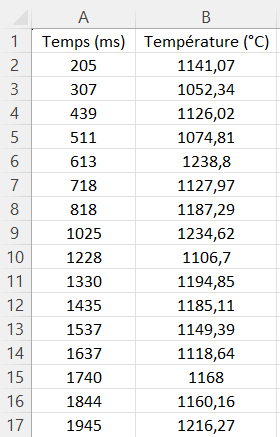 A B
1 Temps (ms) Température (°C)
2 205 1141,07
3 307 1052,34
4 439 1126,02
5 511 1074,81
6 613 1238,8
7 718 1127,97
8 818 1187,29
9 1025 1234,62
10 1228 1106,7
11 1330 1194,85
12 1435 1185,11
13 1537 1149,39
14 1637 1118,64
15 1740 1168
16 1844 1160,16
17 1945 1216,27